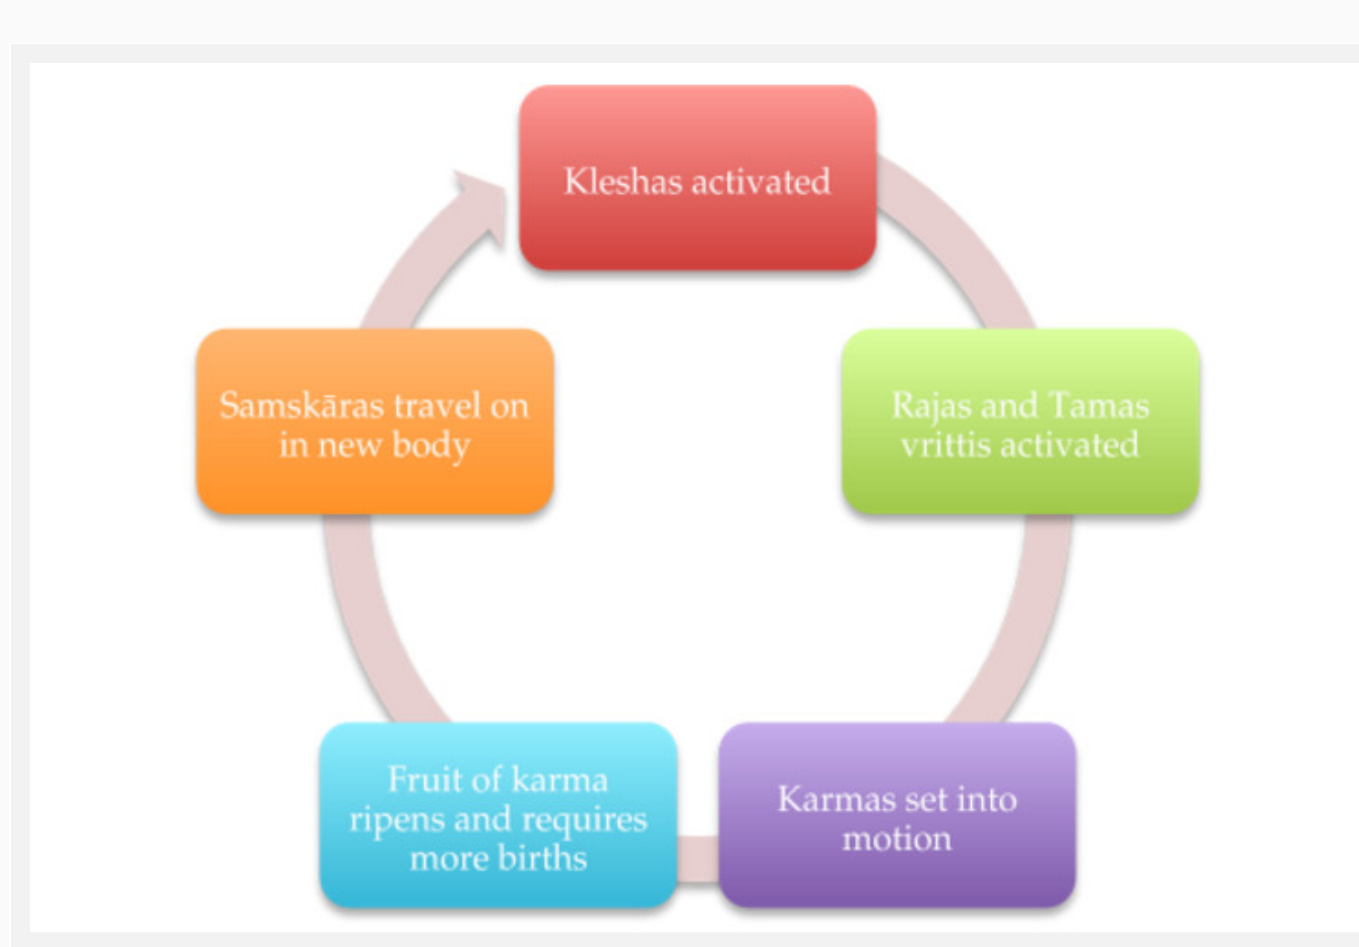 Kleshas activated
Rajas and Tamas
vrittis activated
Karmas set into
motion
Fruit of karma
ripens and requires
more births
Samskāras travel on
in new body